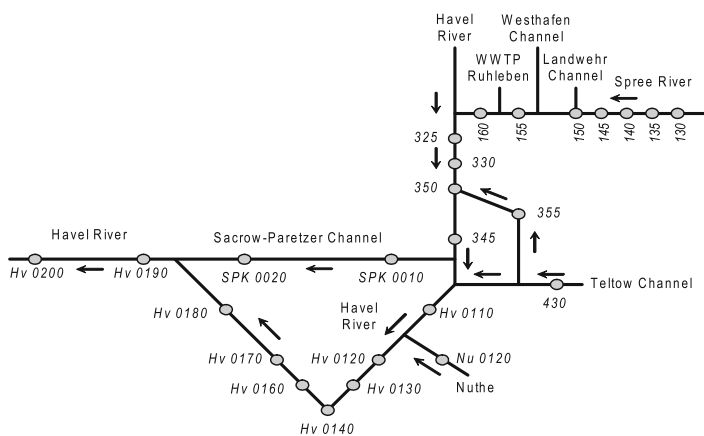 Havel
River
Westhafen
Channel
WWTP
Ruhleben
Landwehr
Channel
Spree River
160
155
150
145
140
135
130
325
330
350
355
345
Havel River
Sacrow-Paretzer Channel
Hv 0200
Hv 0190
SPK 0020
SPK 0010
430
Teltow Channel
Hv 0180
Havel
River
Hv 0110
Hv 0170
Hv 0120
Nu 0120
Hv 0160
Hv 0130
Nuthe
Hv 0140